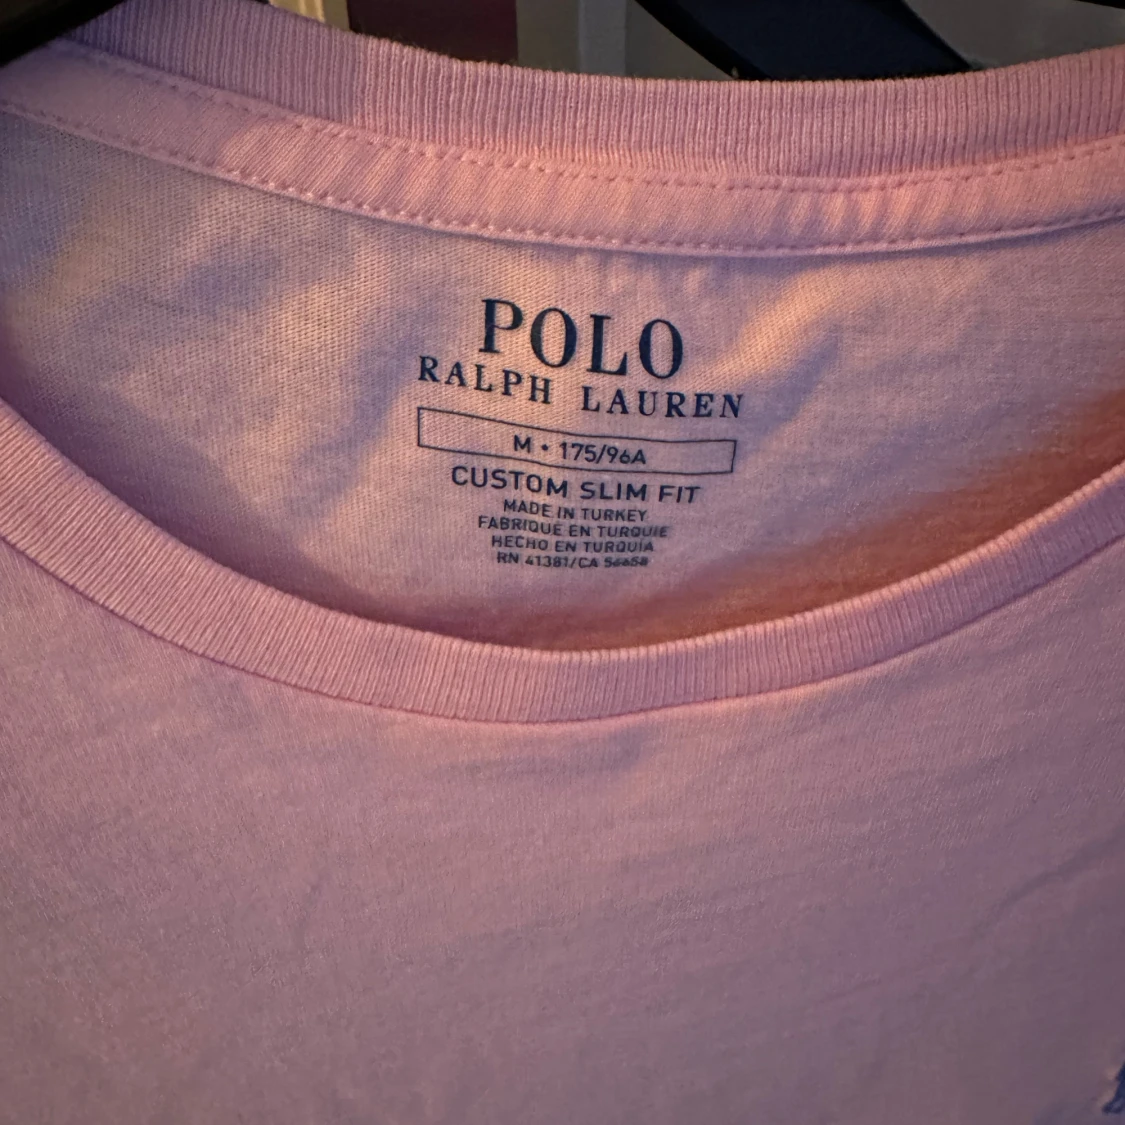 POLO
RALPH LAUREN
M • 175/96A
CUSTOM SLIM FIT
MADE IN TURKEY
FABRIQUÉ EN TURQUIE
HECHO EN TURQUÍA
RN 41381/CA 56658